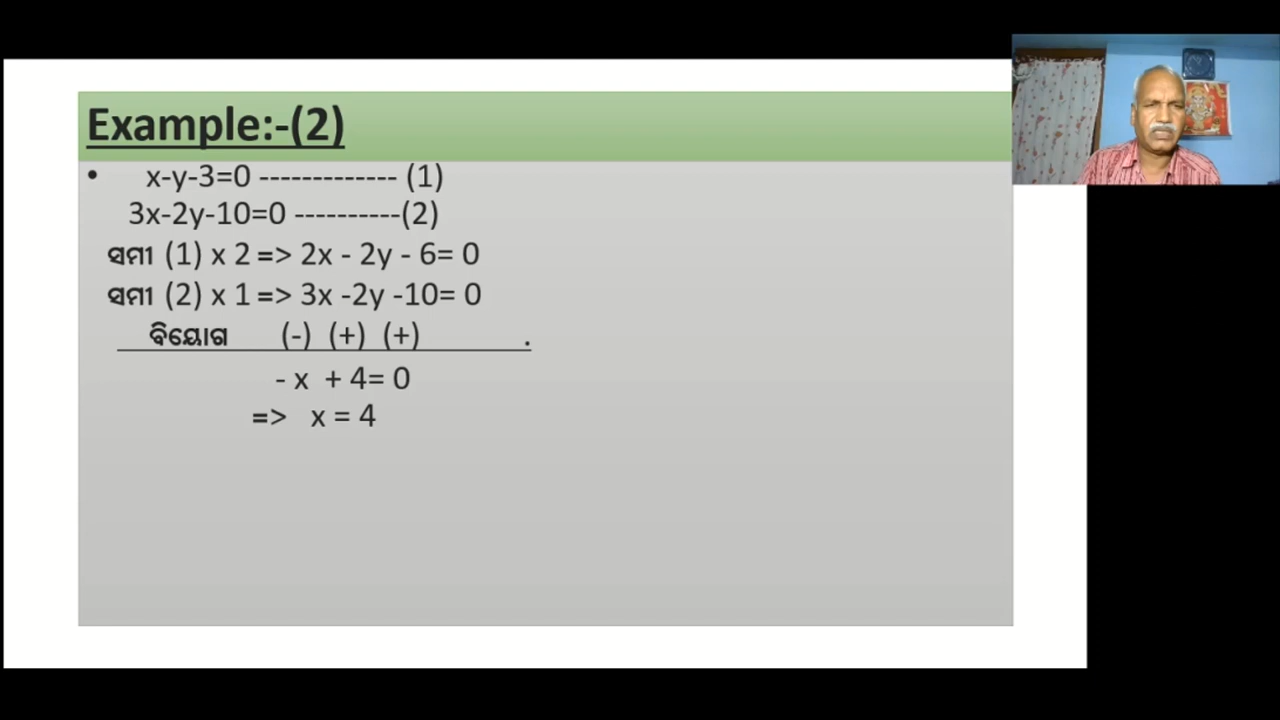 Example:-(2)
• x-y-3=0 ------------- (1)
3x-2y-10=0 ----------(2)
ସମୀ (1) x 2 => 2x - 2y - 6= 0
ସମୀ (2) x 1 => 3x -2y -10= 0
ବିୟୋଗ (-) (+) (+) .
- x + 4= 0
=> x = 4